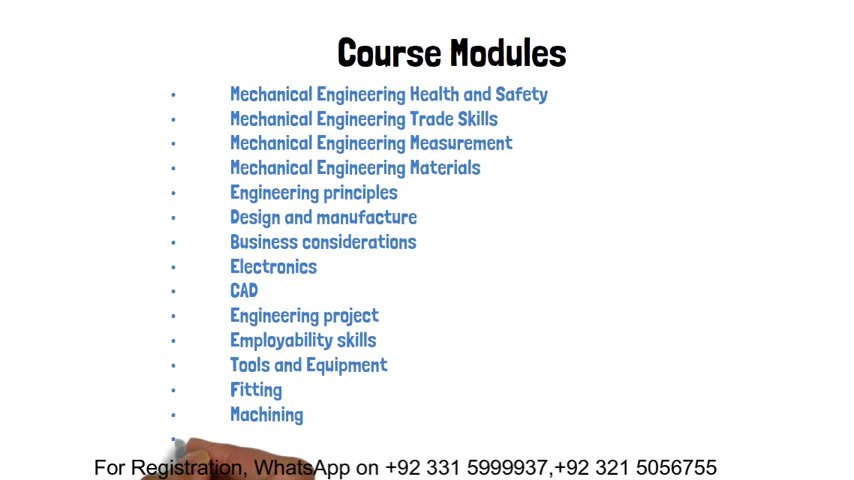 Course Modules
• Mechanical Engineering Health and Safety
• Mechanical Engineering Trade Skills
• Mechanical Engineering Measurement
• Mechanical Engineering Materials
• Engineering principles
• Design and manufacture
• Business considerations
• Electronics
• CAD
• Engineering project
• Employability skills
• Tools and Equipment
• Fitting
• Machining
•
For Registration, WhatsApp on +92 331 5999937,+92 321 5056755